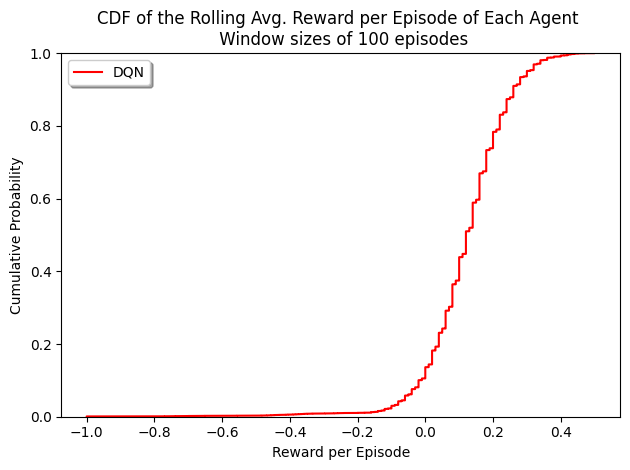 CDF of the Rolling Avg. Reward per Episode of Each Agent
Window sizes of 100 episodes
DQN
Cumulative Probability
1.0
0.8
0.6
0.4
0.2
0.0
−1.0 −0.8 −0.6 −0.4 −0.2 0.0 0.2 0.4
Reward per Episode